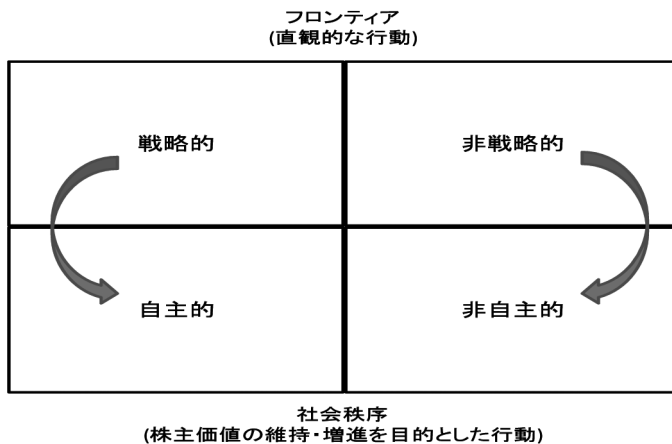 フロンティア
(直観的な行動)
戦略的
非戦略的
自主的
非自主的
社会秩序
(株主価値の維持・増進を目的とした行動)